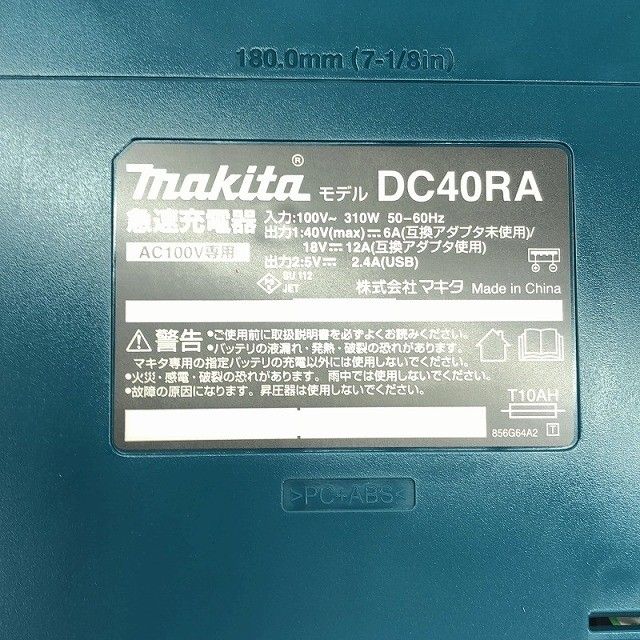 180.0mm (7-1/8in)
makita® モデル DC40RA
急速充電器 入力:100V~ 310W 50-60Hz
AC100V専用 出力1:40V(max)⎓6A(互換アダプタ未使用)/
18V⎓12A(互換アダプタ使用)
出力2:5V⎓ 2.4A(USB)
SU 112
JET
株式会社マキタ Made in China
⚠警告 •ご使用前に取扱説明書を必ずよくお読みください。
•バッテリの液漏れ・発熱・破裂の恐れがあります。
マキタ専用の指定バッテリの充電以外には使用しないでください。
•火災・感電・破裂の恐れがあります。雨中では使用しないでください。
•故障の原因になります。昇圧器は使用しないでください。
T10AH
856G64A2 T
>PC+ABS<